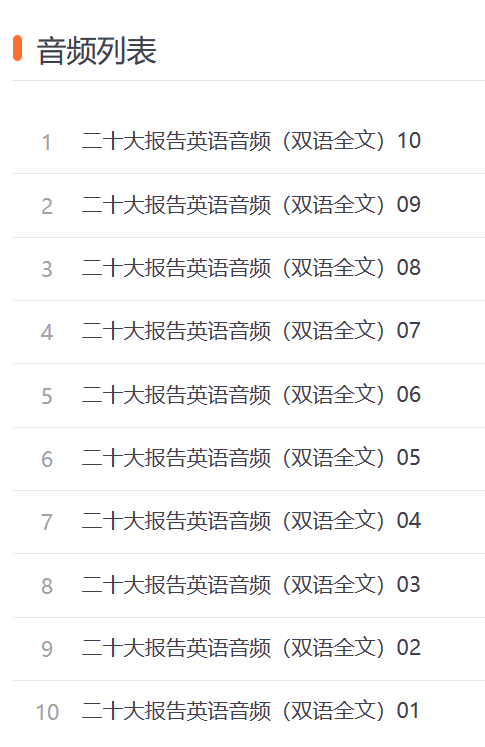 音频列表
1 二十大报告英语音频（双语全文）10
2 二十大报告英语音频（双语全文）09
3 二十大报告英语音频（双语全文）08
4 二十大报告英语音频（双语全文）07
5 二十大报告英语音频（双语全文）06
6 二十大报告英语音频（双语全文）05
7 二十大报告英语音频（双语全文）04
8 二十大报告英语音频（双语全文）03
9 二十大报告英语音频（双语全文）02
10 二十大报告英语音频（双语全文）01